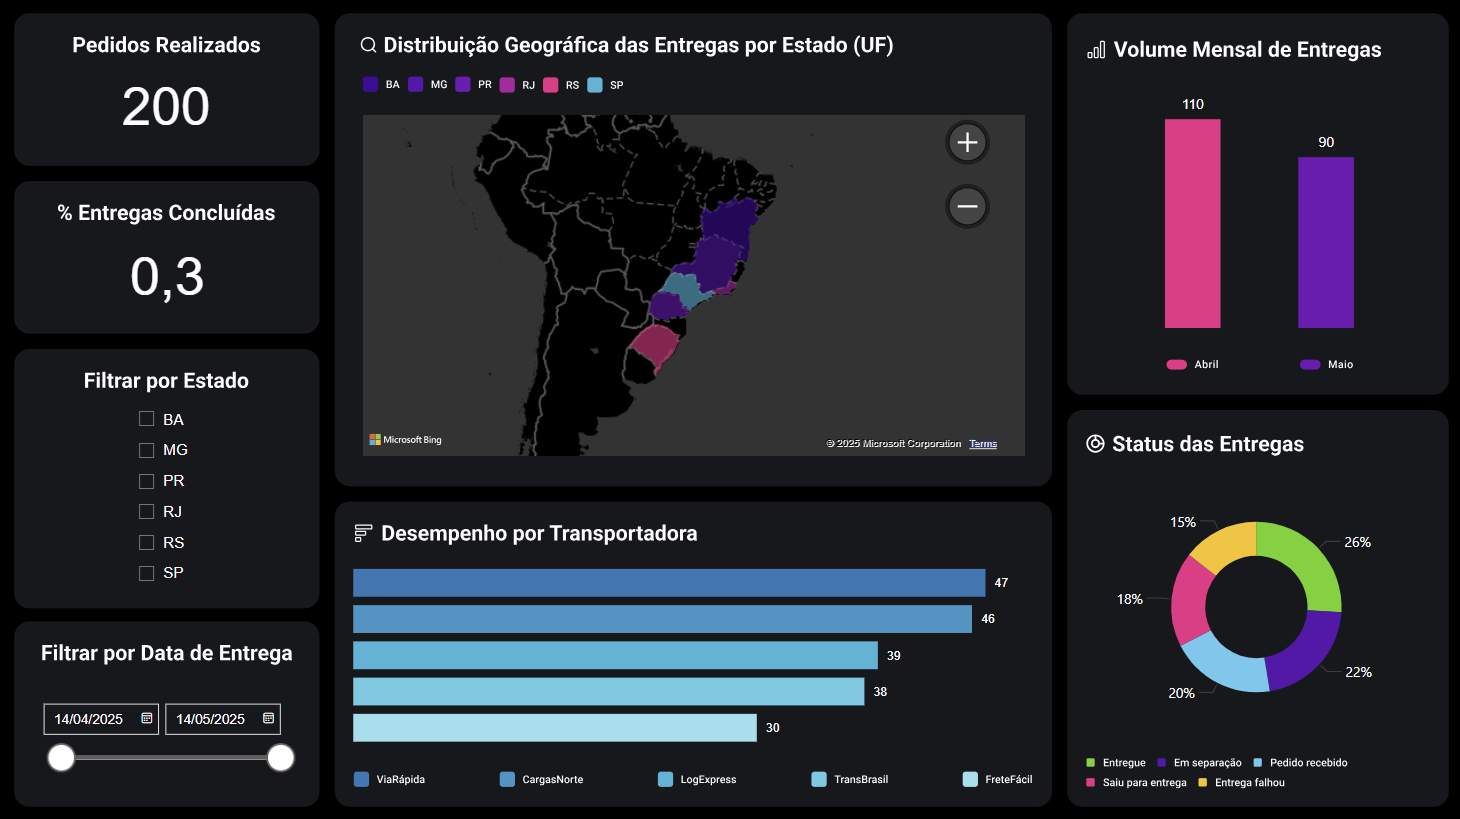 Pedidos Realizados
200
% Entregas Concluídas
0,3
Filtrar por Estado
BA
MG
PR
RJ
RS
SP
Filtrar por Data de Entrega
14/04/2025 14/05/2025
Distribuição Geográfica das Entregas por Estado (UF)
BA MG PR RJ RS SP
Microsoft Bing
© 2025 Microsoft Corporation Terms
Desempenho por Transportadora
47
46
39
38
30
ViaRápida CargasNorte LogExpress TransBrasil FreteFácil
Volume Mensal de Entregas
110
90
Abril Maio
Status das Entregas
15%
26%
18%
22%
20%
Entregue Em separação Pedido recebido
Saiu para entrega Entrega falhou